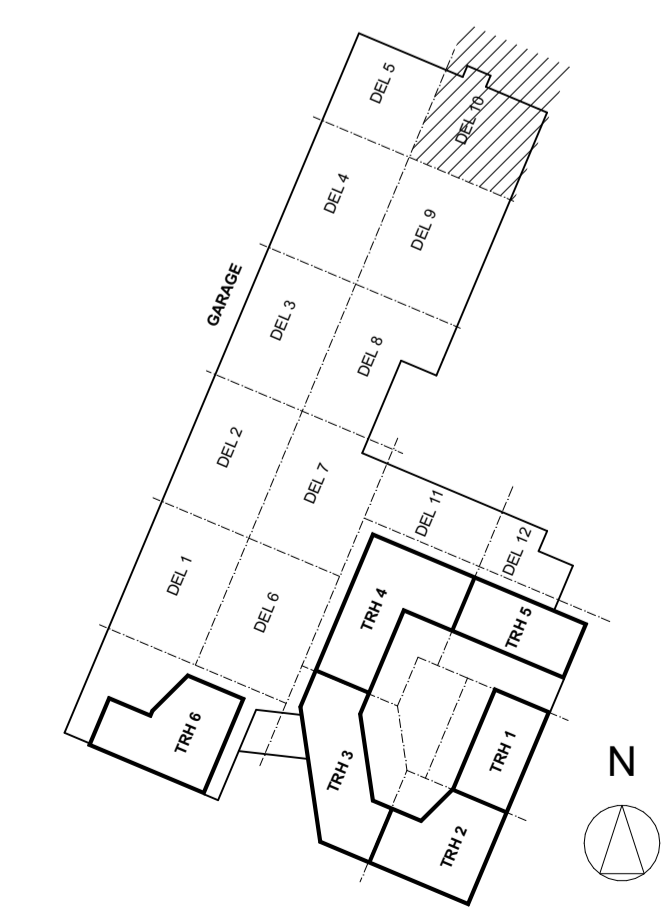 DEL 5
DEL 10
DEL 4
DEL 9
GARAGE
DEL 3
DEL 8
DEL 2
DEL 7
DEL 11
DEL 12
DEL 1
DEL 6
TRH 4
TRH 5
TRH 6
TRH 3
TRH 1
TRH 2
N